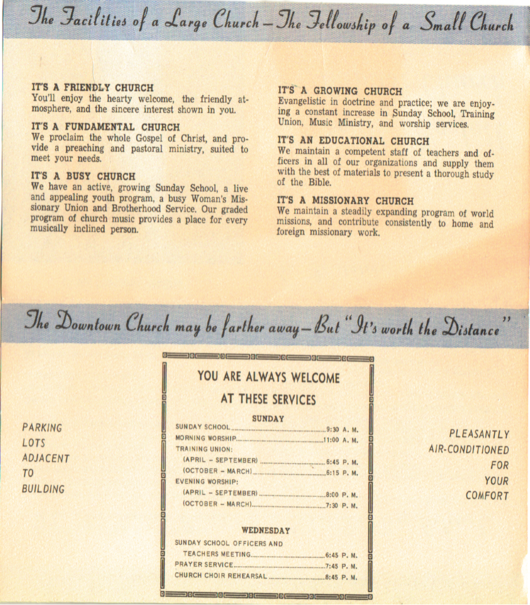 The Facilities of a Large Church — The Fellowship of a Small Church
IT'S A FRIENDLY CHURCH
You'll enjoy the hearty welcome, the friendly at-
mosphere, and the sincere interest shown in you.
IT'S A FUNDAMENTAL CHURCH
We proclaim the whole Gospel of Christ, and pro-
vide a preaching and pastoral ministry, suited to
meet your needs.
IT'S A BUSY CHURCH
We have an active, growing Sunday School, a live
and appealing youth program, a busy Woman's Mis-
sionary Union and Brotherhood Service. Our graded
program of church music provides a place for every
musically inclined person.
IT'S A GROWING CHURCH
Evangelistic in doctrine and practice; we are enjoy-
ing a constant increase in Sunday School, Training
Union, Music Ministry, and worship services.
IT'S AN EDUCATIONAL CHURCH
We maintain a competent staff of teachers and of-
ficers in all of our organizations and supply them
with the best of materials to present a thorough study
of the Bible.
IT'S A MISSIONARY CHURCH
We maintain a steadily expanding program of world
missions, and contribute consistently to home and
foreign missionary work.
The Downtown Church may be farther away — But "It's worth the Distance"
PARKING
LOTS
ADJACENT
TO
BUILDING
YOU ARE ALWAYS WELCOME
AT THESE SERVICES
SUNDAY
SUNDAY SCHOOL 9:30 A. M.
MORNING WORSHIP 11:00 A. M.
TRAINING UNION:
(APRIL - SEPTEMBER) 6:45 P. M.
(OCTOBER - MARCH) 6:15 P. M.
EVENING WORSHIP:
(APRIL - SEPTEMBER) 8:00 P. M.
(OCTOBER - MARCH) 7:30 P. M.
WEDNESDAY
SUNDAY SCHOOL OFFICERS AND
TEACHERS MEETING 6:45 P. M.
PRAYER SERVICE 7:45 P. M.
CHURCH CHOIR REHEARSAL 8:45 P. M.
PLEASANTLY
AIR-CONDITIONED
FOR
YOUR
COMFORT